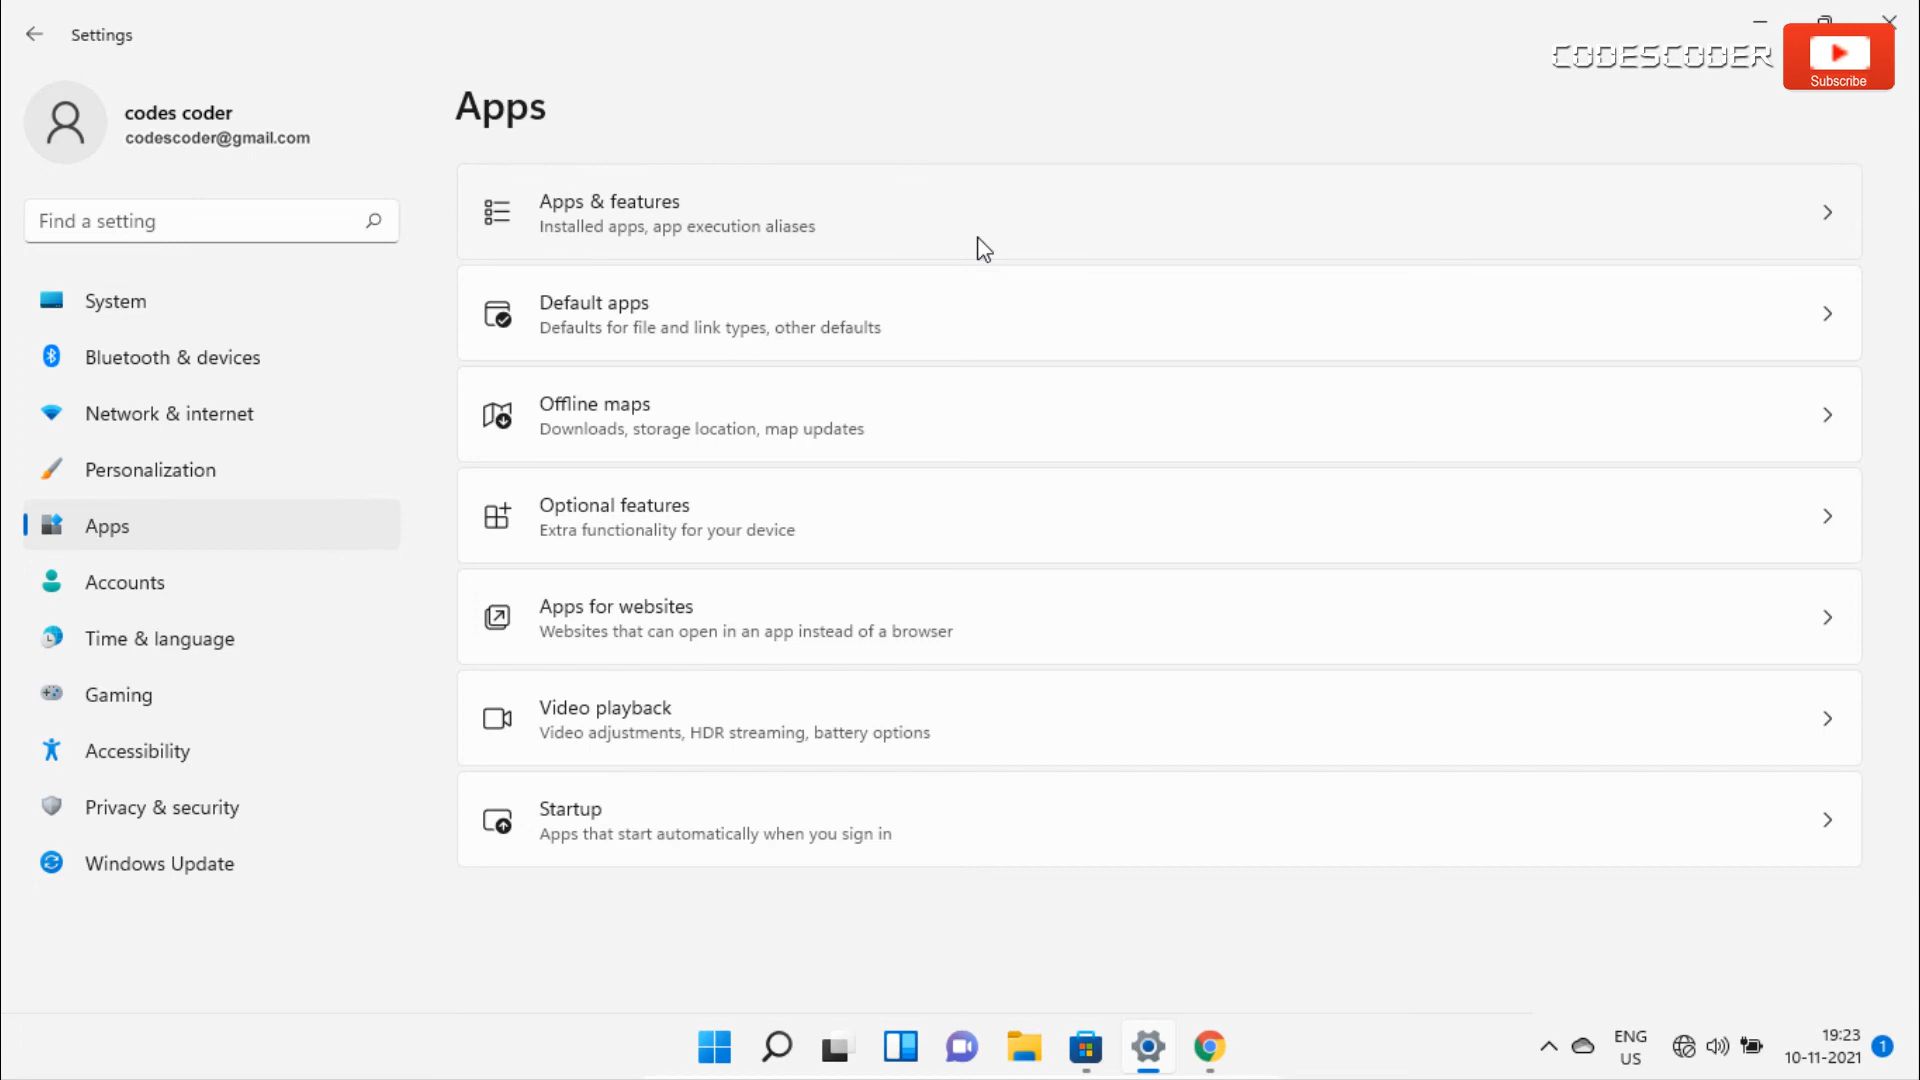 Settings
CODESCODER
Subscribe
codes coder
codescoder@gmail.com
Find a setting
System
Bluetooth & devices
Network & internet
Personalization
Apps
Accounts
Time & language
Gaming
Accessibility
Privacy & security
Windows Update
Apps
Apps & features
Installed apps, app execution aliases
Default apps
Defaults for file and link types, other defaults
Offline maps
Downloads, storage location, map updates
Optional features
Extra functionality for your device
Apps for websites
Websites that can open in an app instead of a browser
Video playback
Video adjustments, HDR streaming, battery options
Startup
Apps that start automatically when you sign in
ENG
US
19:23
10-11-2021
1